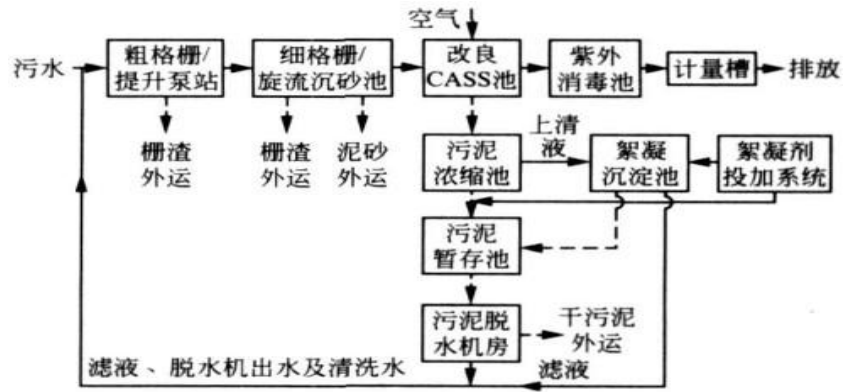 空气
污水
粗格栅/
提升泵站
细格栅/
旋流沉砂池
改良
CASS池
紫外
消毒池
计量槽
排放
栅渣
外运
栅渣
外运
泥砂
外运
污泥
浓缩池
上清
液
絮凝
沉淀池
絮凝剂
投加系统
污泥
暂存池
污泥脱
水机房
干污泥
外运
滤液、脱水机出水及清洗水
滤液